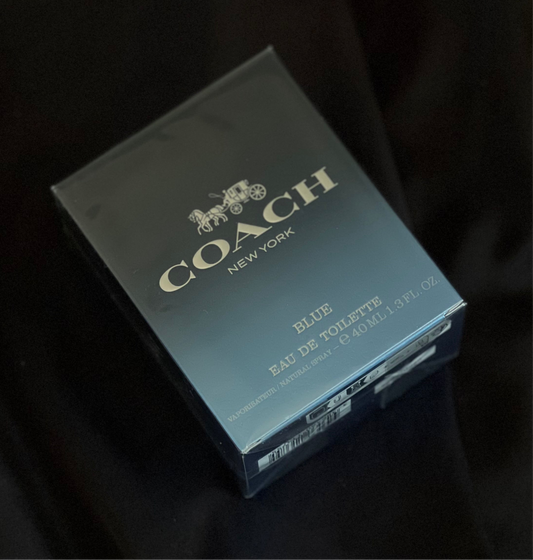 COACH
NEW YORK
BLUE
EAU DE TOILETTE
VAPORISATEUR / NATURAL SPRAY - ℮ 40 ML 1.3 FL. OZ